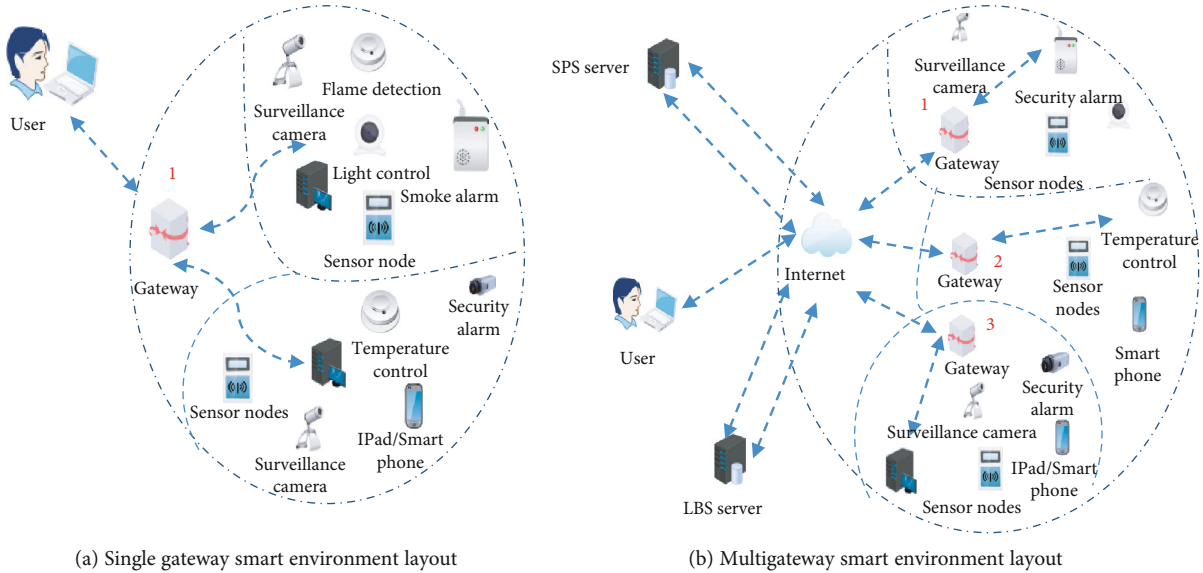 User
1
Gateway
Surveillance
camera
Flame detection
Light control
Smoke alarm
Sensor node
Security
alarm
Temperature
control
Sensor nodes
IPad/Smart
phone
Surveillance
camera
(a) Single gateway smart environment layout
SPS server
User
LBS server
Internet
Surveillance
camera
1
Security alarm
Gateway
Sensor nodes
2
Gateway
Temperature
control
Sensor
nodes
Smart
phone
3
Gateway
Security
alarm
Surveillance camera
IPad/Smart
phone
Sensor nodes
(b) Multigateway smart environment layout